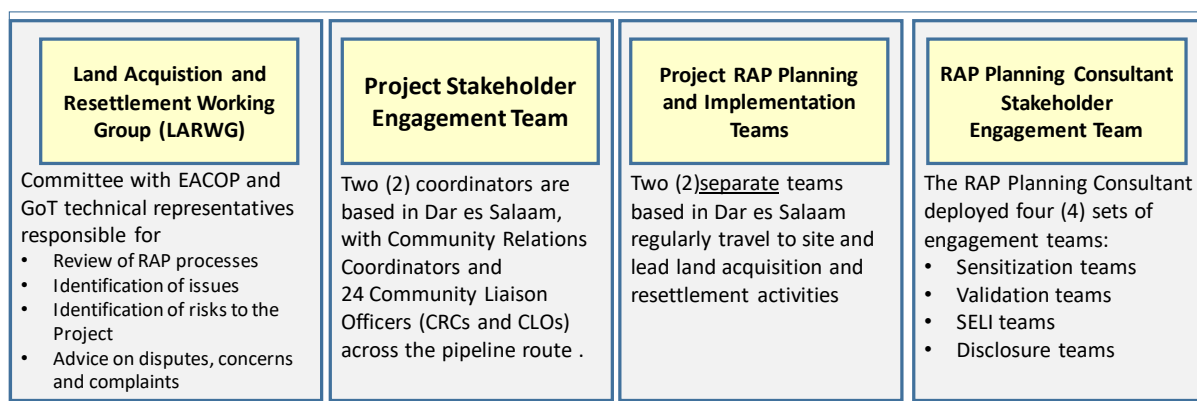 Land Acquistion and
Resettlement Working
Group (LARWG)
Committee with EACOP and
GoT technical representatives
responsible for
• Review of RAP processes
• Identification of issues
• Identification of risks to the
Project
• Advice on disputes, concerns
and complaints
Project Stakeholder
Engagement Team
Two (2) coordinators are
based in Dar es Salaam,
with Community Relations
Coordinators and
24 Community Liaison
Officers (CRCs and CLOs)
across the pipeline route .
Project RAP Planning
and Implementation
Teams
Two (2)separate teams
based in Dar es Salaam
regularly travel to site and
lead land acquisition and
resettlement activities
RAP Planning Consultant
Stakeholder
Engagement Team
The RAP Planning Consultant
deployed four (4) sets of
engagement teams:
• Sensitization teams
• Validation teams
• SELI teams
• Disclosure teams